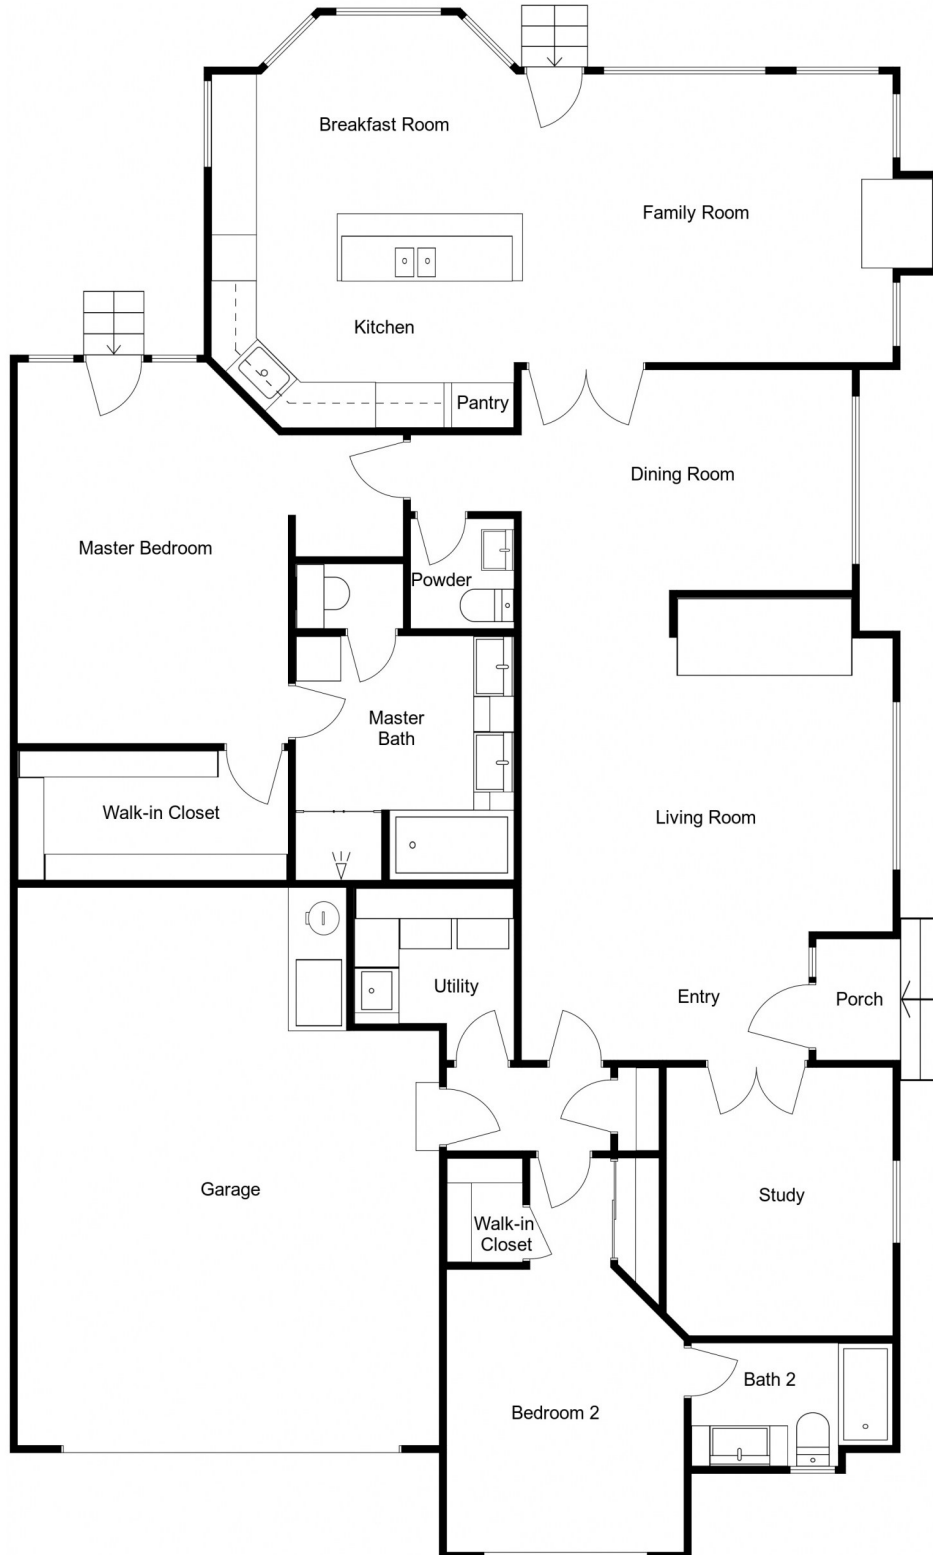 Breakfast Room
Family Room
Kitchen
Pantry
Dining Room
Master Bedroom
Powder
Master
Bath
Walk-in Closet
Living Room
Utility
Entry
Porch
Garage
Study
Walk-in
Closet
Bath 2
Bedroom 2